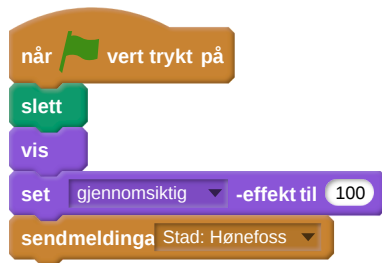 når vert trykt på
slett
vis
set gjennomsiktig -effekt til 100
sendmeldinga Stad: Hønefoss